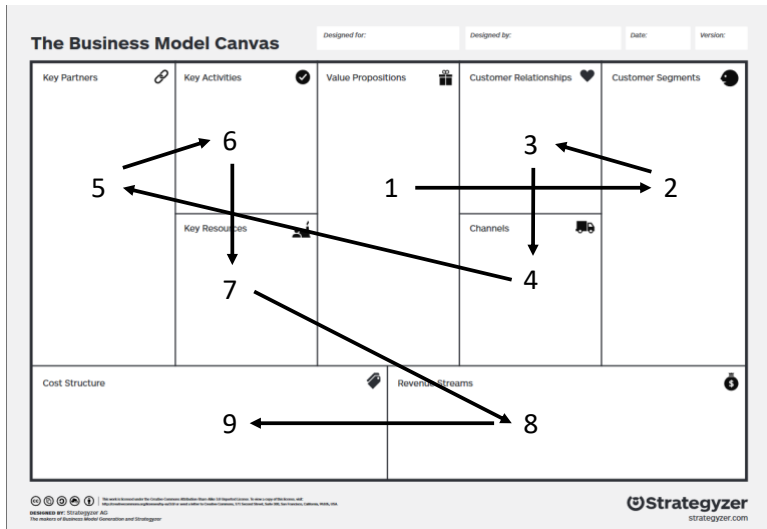 The Business Model Canvas
Designed for:
Designed by:
Date:
Version:
Key Partners
Key Activities
Value Propositions
Customer Relationships
Customer Segments
6
3
5
1
2
Key Resources
Channels
7
4
Cost Structure
Revenue Streams
9
8
DESIGNED BY: Strategyzer AG
The makers of Business Model Generation and Strategyzer
Strategyzer
strategyzer.com